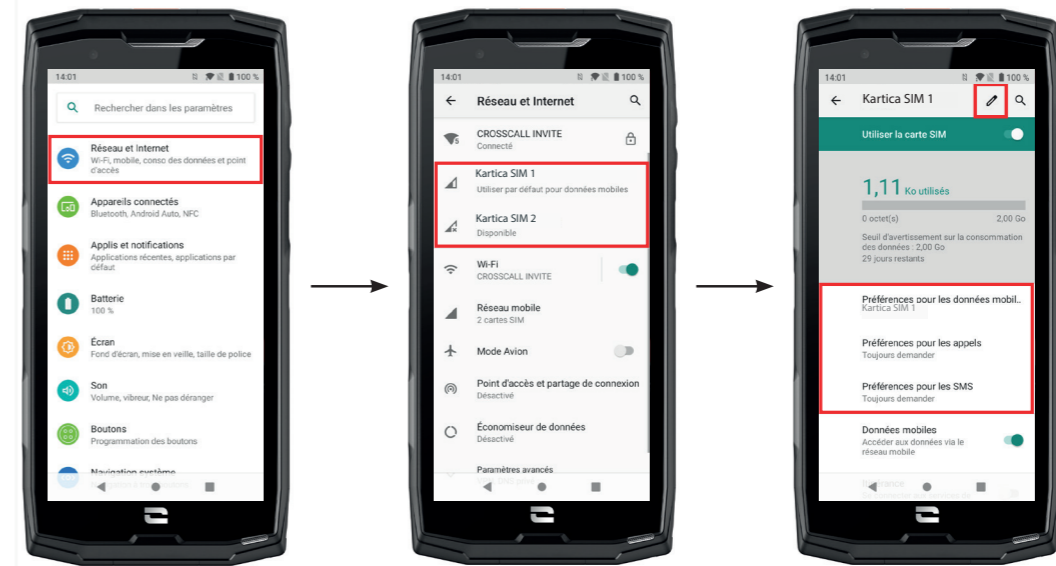 14:01
100 %
Rechercher dans les paramètres
Réseau et Internet
Wi-Fi, mobile, conso des données et point
d'accès
Appareils connectés
Bluetooth, Android Auto, NFC
Applis et notifications
Applications récentes, applications par
défaut
Batterie
100 %
Écran
Fond d'écran, mise en veille, taille de police
Son
Volume, vibreur, Ne pas déranger
Boutons
Programmation des boutons
Navigation système
14:01
100 %
Réseau et Internet
CROSSCALL INVITE
Connecté
Kartica SIM 1
Utiliser par défaut pour données mobiles
Kartica SIM 2
Disponible
Wi-Fi
CROSSCALL INVITE
Réseau mobile
2 cartes SIM
Mode Avion
Point d'accès et partage de connexion
Désactivé
Économiseur de données
Désactivé
Paramètres avancés
14:01
100 %
Kartica SIM 1
Utiliser la carte SIM
1,11 Ko utilisés
0 octet(s) 2,00 Go
Seuil d'avertissement sur la consommation
des données : 2,00 Go
29 jours restants
Préférences pour les données mobil..
Kartica SIM 1
Préférences pour les appels
Toujours demander
Préférences pour les SMS
Toujours demander
Données mobiles
Accéder aux données via le
réseau mobile
Itinérance